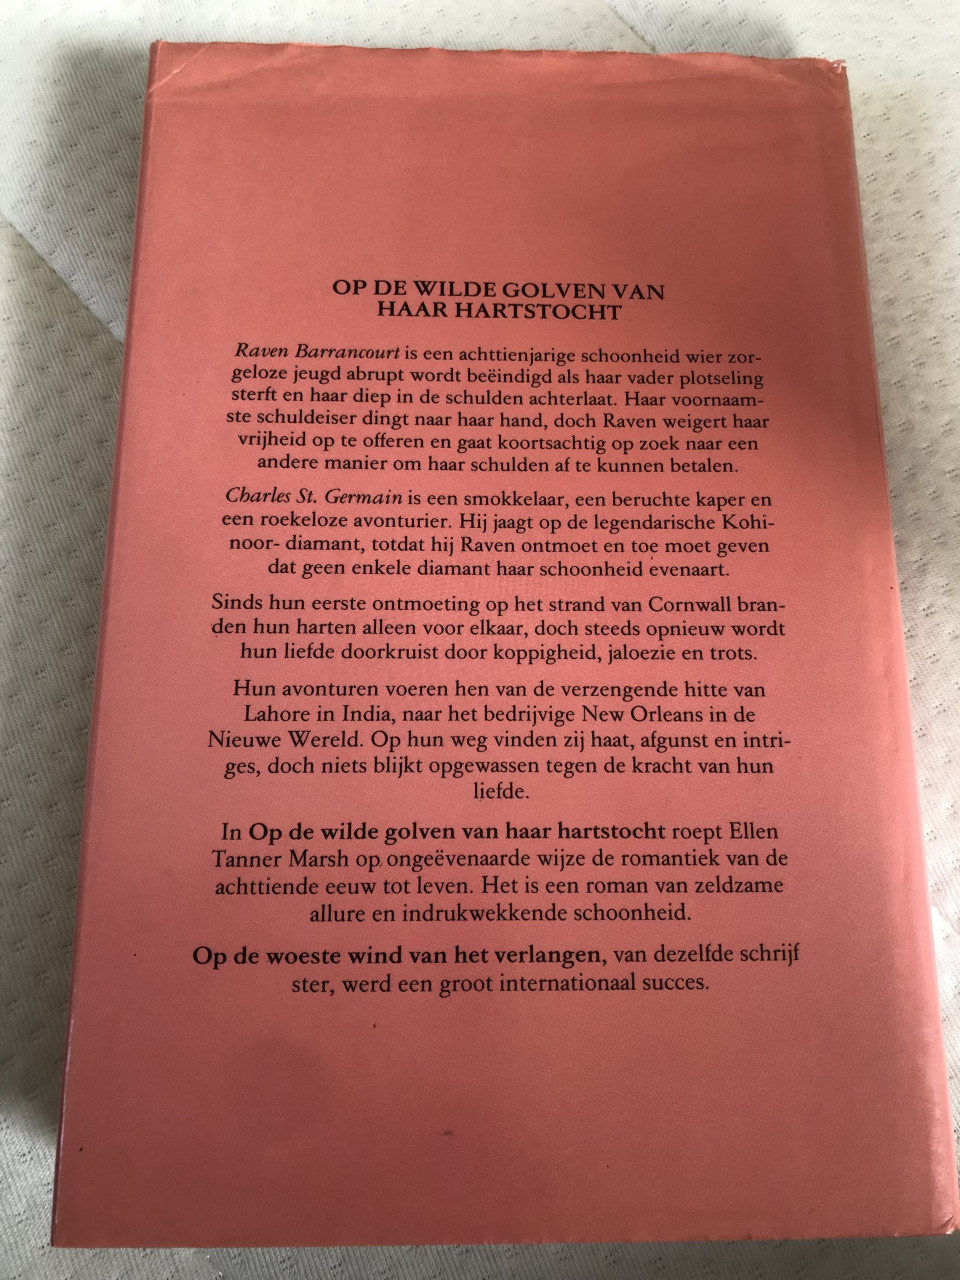 OP DE WILDE GOLVEN VAN
HAAR HARTSTOCHT
Raven Barrancourt is een achttienjarige schoonheid wier zor-
geloze jeugd abrupt wordt beëindigd als haar vader plotseling
sterft en haar diep in de schulden achterlaat. Haar voornaam-
ste schuldeiser dingt naar haar hand, doch Raven weigert haar
vrijheid op te offeren en gaat koortsachtig op zoek naar een
andere manier om haar schulden af te kunnen betalen.
Charles St. Germain is een smokkelaar, een beruchte kaper en
een roekeloze avonturier. Hij jaagt op de legendarische Kohi-
noor- diamant, totdat hij Raven ontmoet en toe moet geven
dat geen enkele diamant haar schoonheid evenaart.
Sinds hun eerste ontmoeting op het strand van Cornwall bran-
den hun harten alleen voor elkaar, doch steeds opnieuw wordt
hun liefde doorkruist door koppigheid, jaloezie en trots.
Hun avonturen voeren hen van de verzengende hitte van
Lahore in India, naar het bedrijvige New Orleans in de
Nieuwe Wereld. Op hun weg vinden zij haat, afgunst en intri-
ges, doch niets blijkt opgewassen tegen de kracht van hun
liefde.
In Op de wilde golven van haar hartstocht roept Ellen
Tanner Marsh op ongeëvenaarde wijze de romantiek van de
achttiende eeuw tot leven. Het is een roman van zeldzame
allure en indrukwekkende schoonheid.
Op de woeste wind van het verlangen, van dezelfde schrijf
ster, werd een groot internationaal succes.